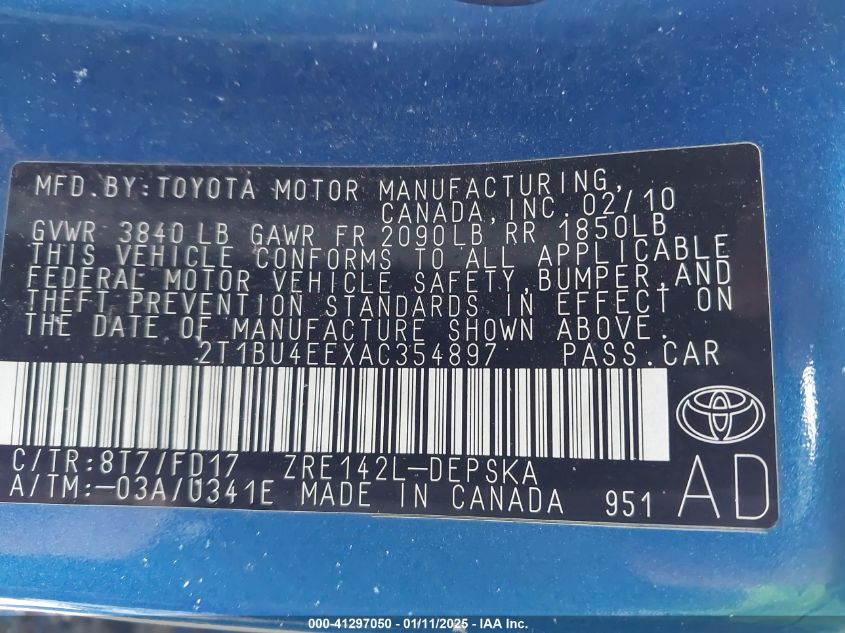 MFD.BY:TOYOTA MOTOR MANUFACTURING,
CANADA,INC.02/10
GVWR 3840 LB GAWR FR 2090LB RR 1850LB
THIS VEHICLE CONFORMS TO ALL APPLICABLE
FEDERAL MOTOR VEHICLE SAFETY,BUMPER,AND
THEFT PREVENTION STANDARDS IN EFFECT ON
THE DATE OF MANUFACTURE SHOWN ABOVE.
2T1BU4EEXAC354897 PASS.CAR
C/TR:8T7/FD17 ZRE142L-DEPSKA
A/TM:-03A/U341E MADE IN CANADA 951 AD
000-41297050 - 01/11/2025 - IAA Inc.